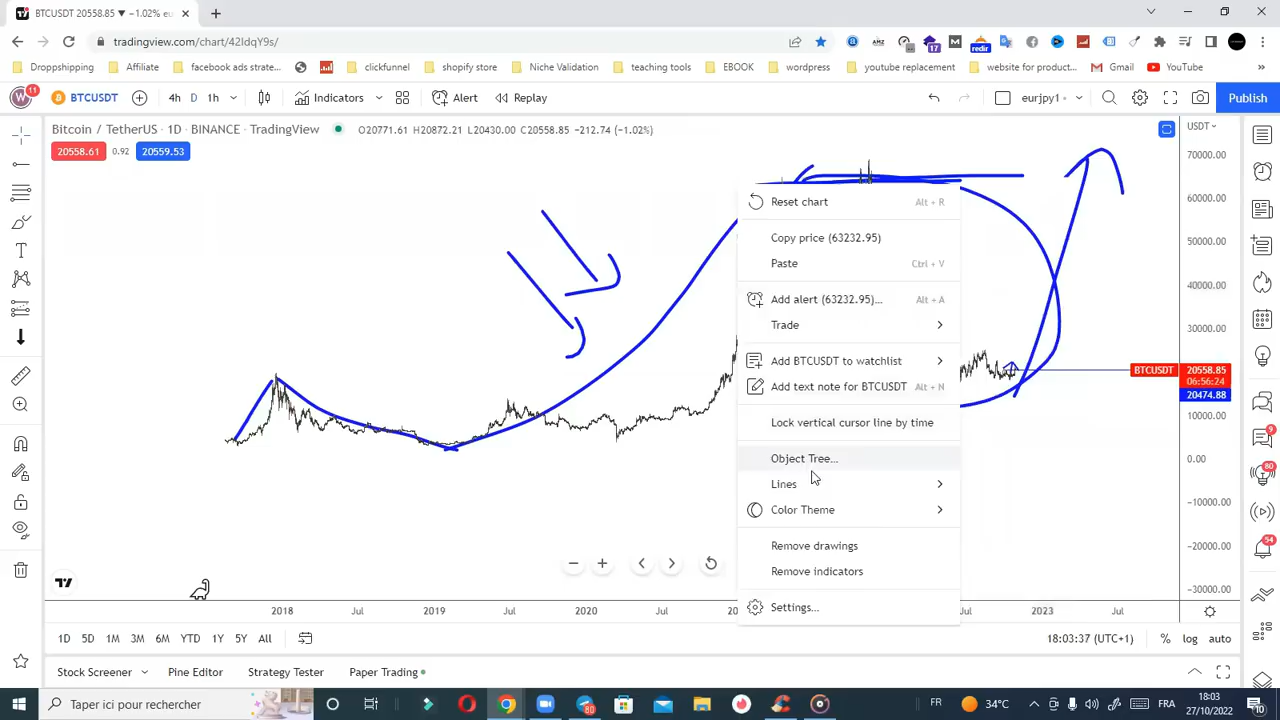 BTCUSDT 20558.85 ▼ −1.02% eurj
tradingview.com/chart/42IdqY9s/
Droppshipping Affiliate facebook ads strate... clickfunnel shopify store Niche Validation teaching tools EBOOK wordpress youtube replacement website for product... Gmail YouTube »
W 11 BTCUSDT 4h D 1h Indicators Alert Replay eurjpy1 Publish
Bitcoin / TetherUS · 1D · BINANCE · TradingView O20771.61 H20872.21 L20430.00 C20558.85 −212.74 (−1.02%) USDT
20558.61 0.92 20559.53
70000.00
60000.00
50000.00
40000.00
30000.00
BTCUSDT 20558.85
06:56:24
20474.88
10000.00
0.00
−10000.00
−20000.00
−30000.00
Reset chart Alt + R
Copy price (63232.95)
Paste Ctrl + V
Add alert (63232.95)... Alt + A
Trade
Add BTCUSDT to watchlist
Add text note for BTCUSDT Alt + N
Lock vertical cursor line by time
Object Tree...
Lines
Color Theme
Remove drawings
Remove indicators
Settings...
2018 Jul 2019 Jul 2020 Jul 20 Jul 2023 Jul
1D 5D 1M 3M 6M YTD 1Y 5Y All 18:03:37 (UTC+1) % log auto
Stock Screener Pine Editor Strategy Tester Paper Trading
Taper ici pour rechercher FR 34°C FRA 18:03
27/10/2022